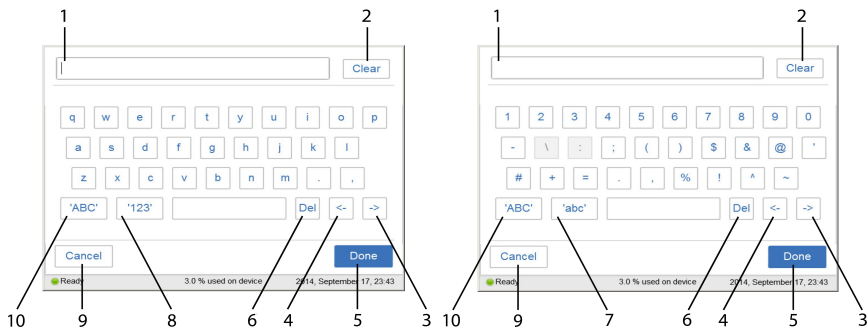 1 2
Clear
q w e r t y u i o p
a s d f g h j k l
z x c v b n m . ,
'ABC' '123' Del <- ->
Cancel Done
Ready 3.0 % used on device 2014, September 17, 23:43
10 9 8 6 4 5 3
1 2
Clear
1 2 3 4 5 6 7 8 9 0
- \ : ; ( ) $ & @ '
# + = . , % ! ^ ~
'ABC' 'abc' Del <- ->
Cancel Done
Ready 3.0 % used on device 2014, September 17, 23:43
10 9 7 6 4 5 3